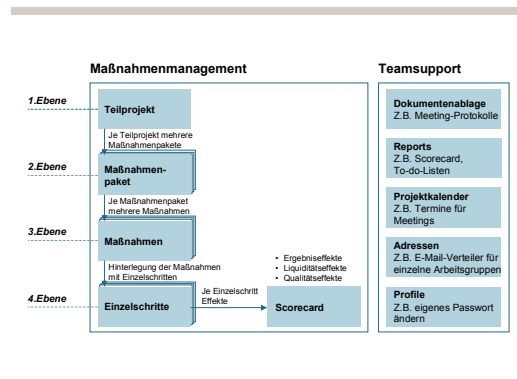 Maßnahmenmanagement
1.Ebene
Teilprojekt
Je Teilprojekt mehrere
Maßnahmenpakete
2.Ebene
Maßnahmen-
paket
Je Maßnahmenpaket
mehrere Maßnahmen
3.Ebene
Maßnahmen
Hinterlegung der Maßnahmen
mit Einzelschritten
4.Ebene
Einzelschritte
Je Einzelschritt
Effekte
• Ergebniseffekte
• Liquiditätseffekte
• Qualitätseffekte
Scorecard
Teamsupport
Dokumentenablage
Z.B. Meeting-Protokolle
Reports
Z.B. Scorecard,
To-do-Listen
Projektkalender
Z.B. Termine für
Meetings
Adressen
Z.B. E-Mail-Verteiler für
einzelne Arbeitsgruppen
Profile
Z.B. eigenes Passwort
ändern